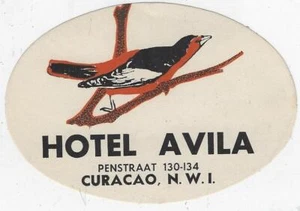 HOTEL AVILA
PENSTRAAT 130-134
CURACAO, N.W.I.